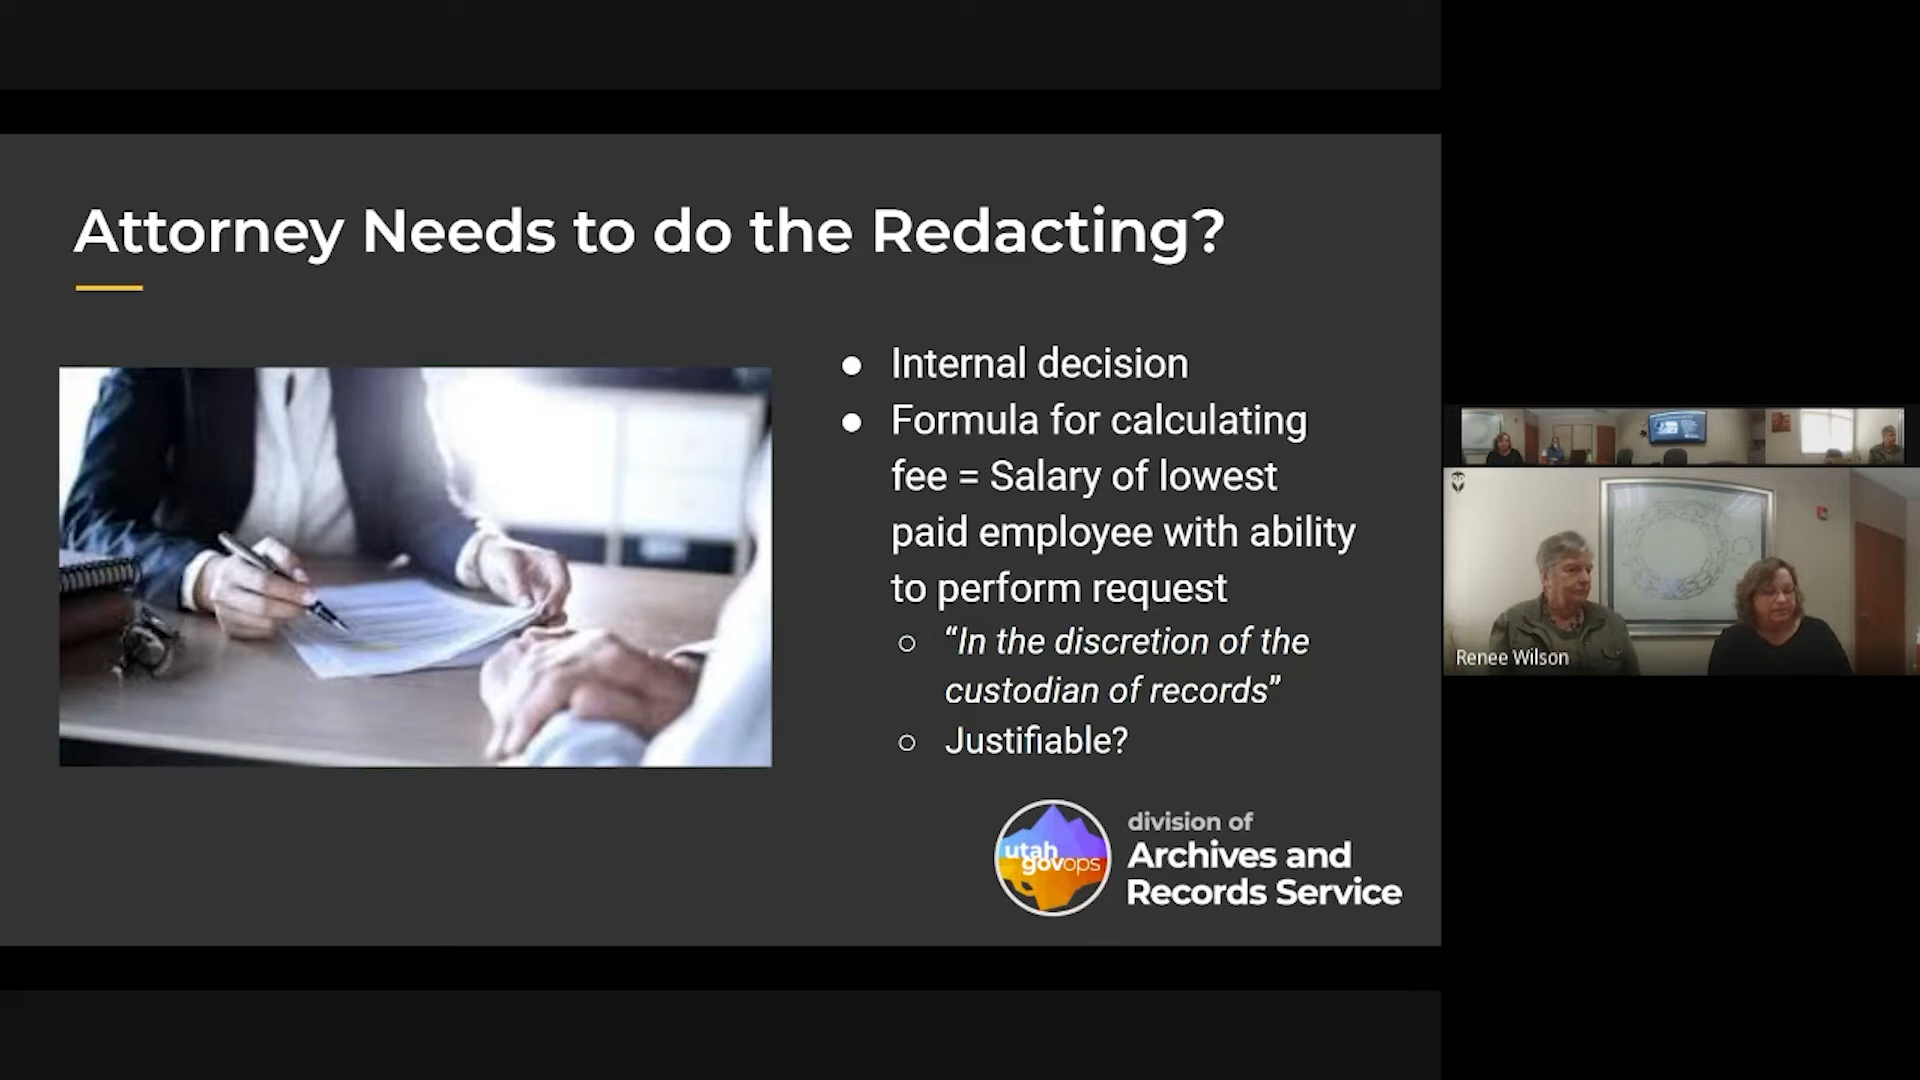 Attorney Needs to do the Redacting?
● Internal decision
● Formula for calculating
fee = Salary of lowest
paid employee with ability
to perform request
○ “In the discretion of the
custodian of records”
○ Justifiable?
utah
govops
division of
Archives and
Records Service
Renee Wilson